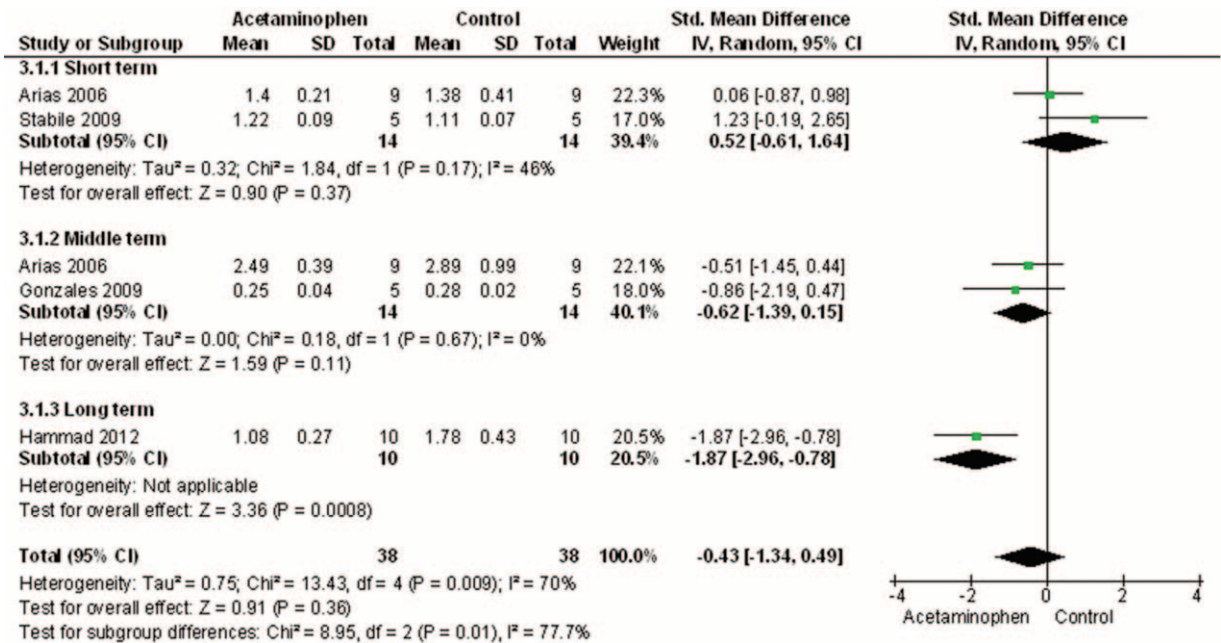 Acetaminophen Control Std. Mean Difference Std. Mean Difference
Study or Subgroup Mean SD Total Mean SD Total Weight IV, Random, 95% CI IV, Random, 95% CI
3.1.1 Short term
Arias 2006 1.4 0.21 9 1.38 0.41 9 22.3% 0.06 [-0.87, 0.98]
Stabile 2009 1.22 0.09 5 1.11 0.07 5 17.0% 1.23 [-0.19, 2.65]
Subtotal (95% CI) 14 14 39.4% 0.52 [-0.61, 1.64]
Heterogeneity: Tau² = 0.32; Chi² = 1.84, df = 1 (P = 0.17); I² = 46%
Test for overall effect: Z = 0.90 (P = 0.37)
3.1.2 Middle term
Arias 2006 2.49 0.39 9 2.89 0.99 9 22.1% -0.51 [-1.45, 0.44]
Gonzales 2009 0.25 0.04 5 0.28 0.02 5 18.0% -0.86 [-2.19, 0.47]
Subtotal (95% CI) 14 14 40.1% -0.62 [-1.39, 0.15]
Heterogeneity: Tau² = 0.00; Chi² = 0.18, df = 1 (P = 0.67); I² = 0%
Test for overall effect: Z = 1.59 (P = 0.11)
3.1.3 Long term
Hammad 2012 1.08 0.27 10 1.78 0.43 10 20.5% -1.87 [-2.96, -0.78]
Subtotal (95% CI) 10 10 20.5% -1.87 [-2.96, -0.78]
Heterogeneity: Not applicable
Test for overall effect: Z = 3.36 (P = 0.0008)
Total (95% CI) 38 38 100.0% -0.43 [-1.34, 0.49]
Heterogeneity: Tau² = 0.75; Chi² = 13.43, df = 4 (P = 0.009); I² = 70%
Test for overall effect: Z = 0.91 (P = 0.36)
Test for subgroup differences: Chi² = 8.95, df = 2 (P = 0.01), I² = 77.7%
-4 -2 0 2 4
Acetaminophen Control